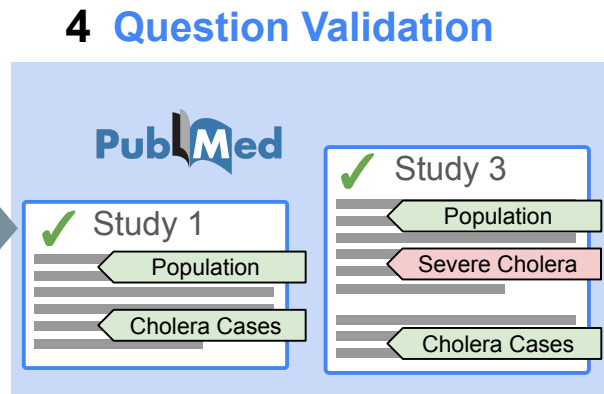 4 Question Validation
PubMed
Study 1
Population
Cholera Cases
Study 3
Population
Severe Cholera
Cholera Cases